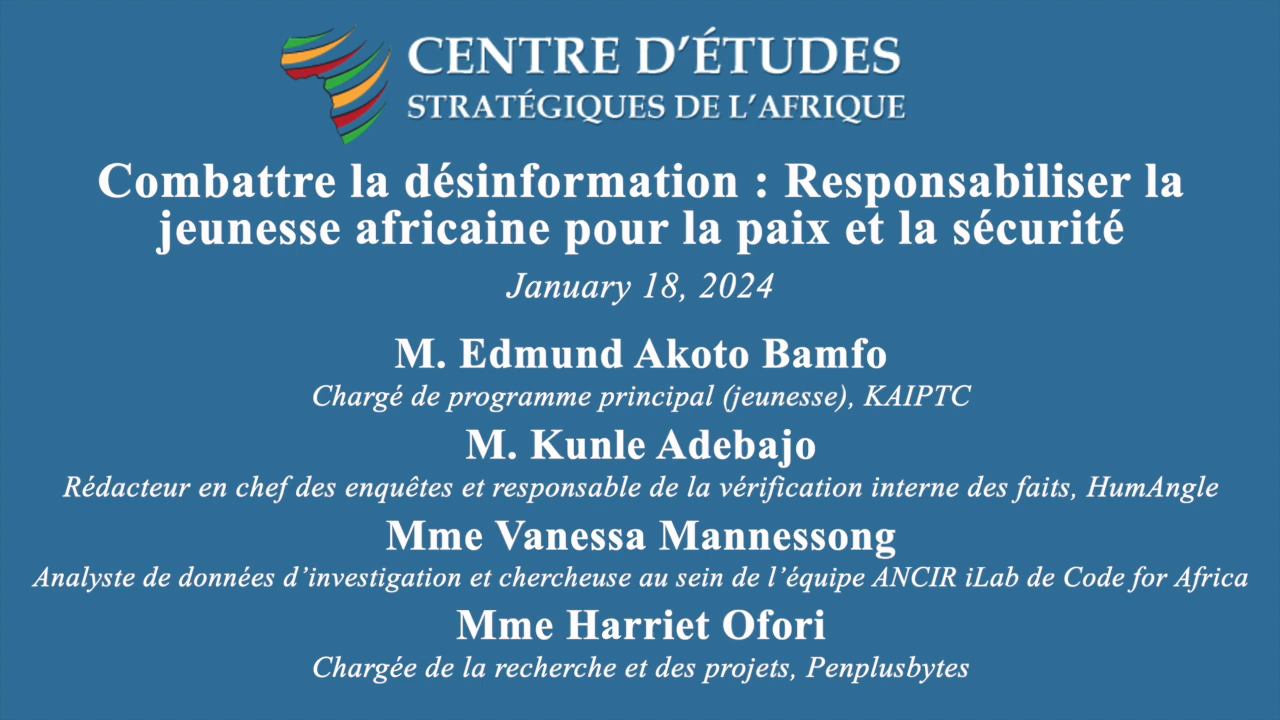 CENTRE D'ÉTUDES
STRATÉGIQUES DE L'AFRIQUE
Combattre la désinformation : Responsabiliser la
jeunesse africaine pour la paix et la sécurité
January 18, 2024
M. Edmund Akoto Bamfo
Chargé de programme principal (jeunesse), KAIPTC
M. Kunle Adebajo
Rédacteur en chef des enquêtes et responsable de la vérification interne des faits, HumAngle
Mme Vanessa Mannessong
Analyste de données d'investigation et chercheuse au sein de l'équipe ANCIR iLab de Code for Africa
Mme Harriet Ofori
Chargée de la recherche et des projets, Penplusbytes